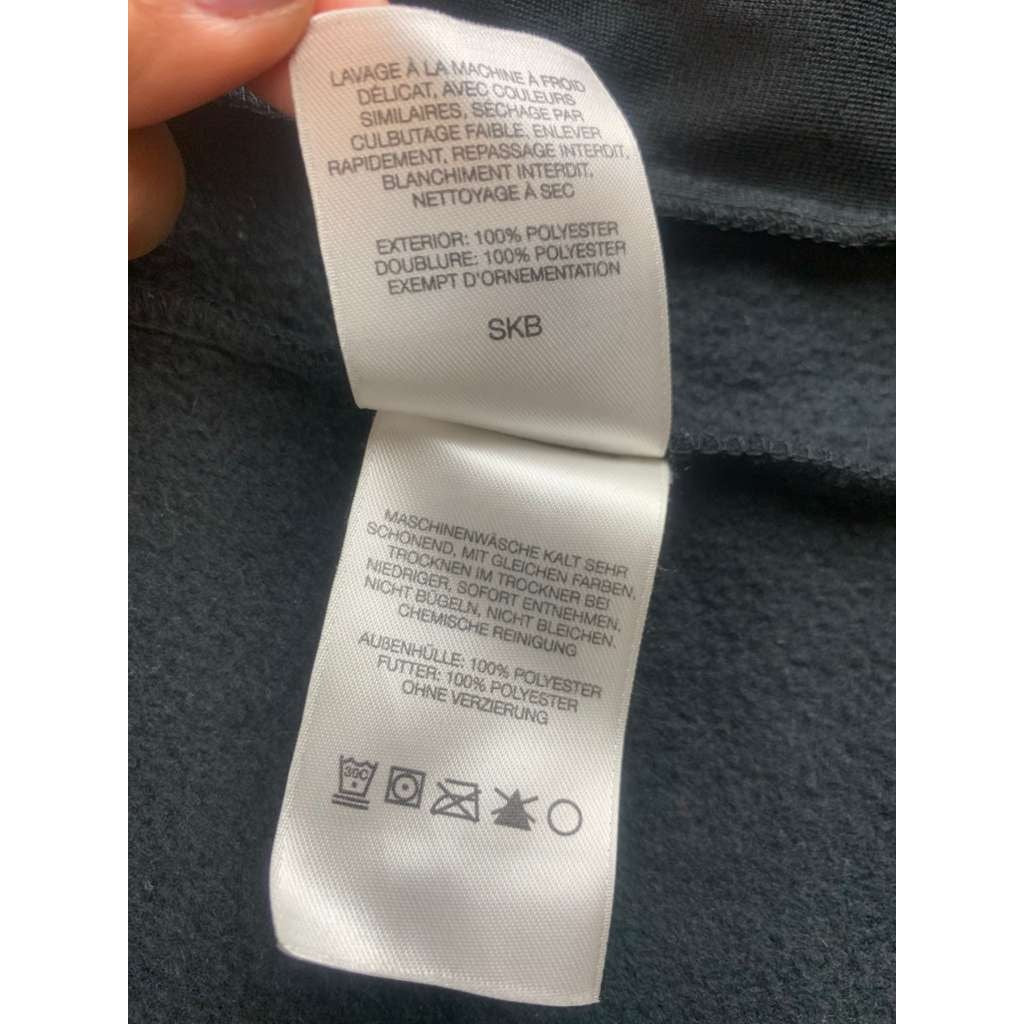 LAVAGE À LA MACHINE À FROID
DÉLICAT, AVEC COULEURS
SIMILAIRES, SÉCHAGE PAR
CULBUTAGE FAIBLE, ENLEVER
RAPIDEMENT, REPASSAGE INTERDIT,
BLANCHIMENT INTERDIT,
NETTOYAGE À SEC
EXTERIOR: 100% POLYESTER
DOUBLURE: 100% POLYESTER
EXEMPT D'ORNEMENTATION
SKB
MASCHINENWÄSCHE KALT SEHR
SCHONEND, MIT GLEICHEN FARBEN,
TROCKNEN IM TROCKNER BEI
NIEDRIGER, SOFORT ENTNEHMEN,
NICHT BÜGELN, NICHT BLEICHEN,
CHEMISCHE REINIGUNG
AUßENHÜLLE: 100% POLYESTER
FUTTER: 100% POLYESTER
OHNE VERZIERUNG
30C